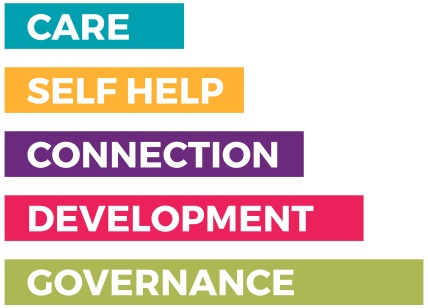 CARE
SELF HELP
CONNECTION
DEVELOPMENT
GOVERNANCE